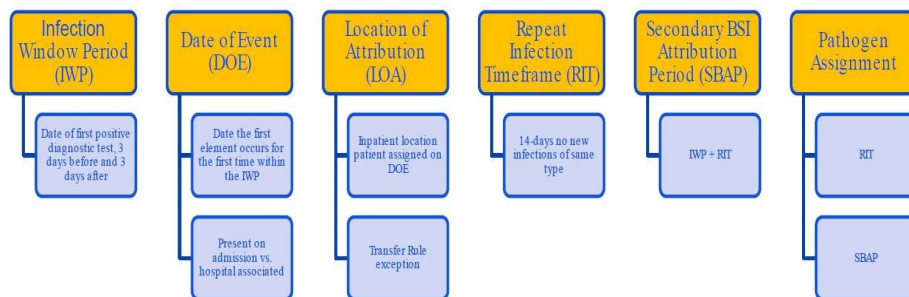 Infection
Window Period
(IWP)
Date of first positive
diagnostic test, 3
days before and 3
days after
Date of Event
(DOE)
Date the first
element occurs for
the first time within
the IWP
Present on
admission vs.
hospital associated
Location of
Attribution
(LOA)
Inpatient location
patient assigned on
DOE
Transfer Rule
exception
Repeat
Infection
Timeframe (RIT)
14-days no new
infections of same
type
Secondary BSI
Attribution
Period (SBAP)
IWP + RIT
Pathogen
Assignment
RIT
SBAP